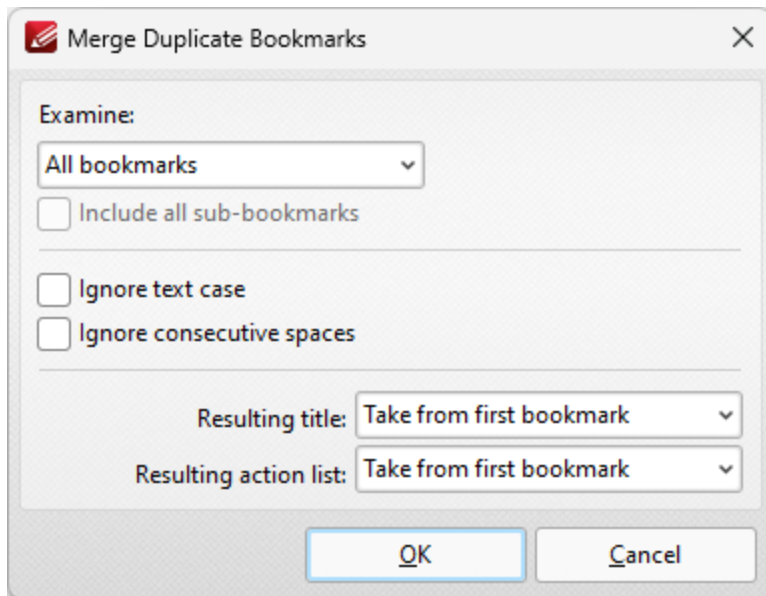 Merge Duplicate Bookmarks
Examine:
All bookmarks
Include all sub-bookmarks
Ignore text case
Ignore consecutive spaces
Resulting title: Take from first bookmark
Resulting action list: Take from first bookmark
OK Cancel